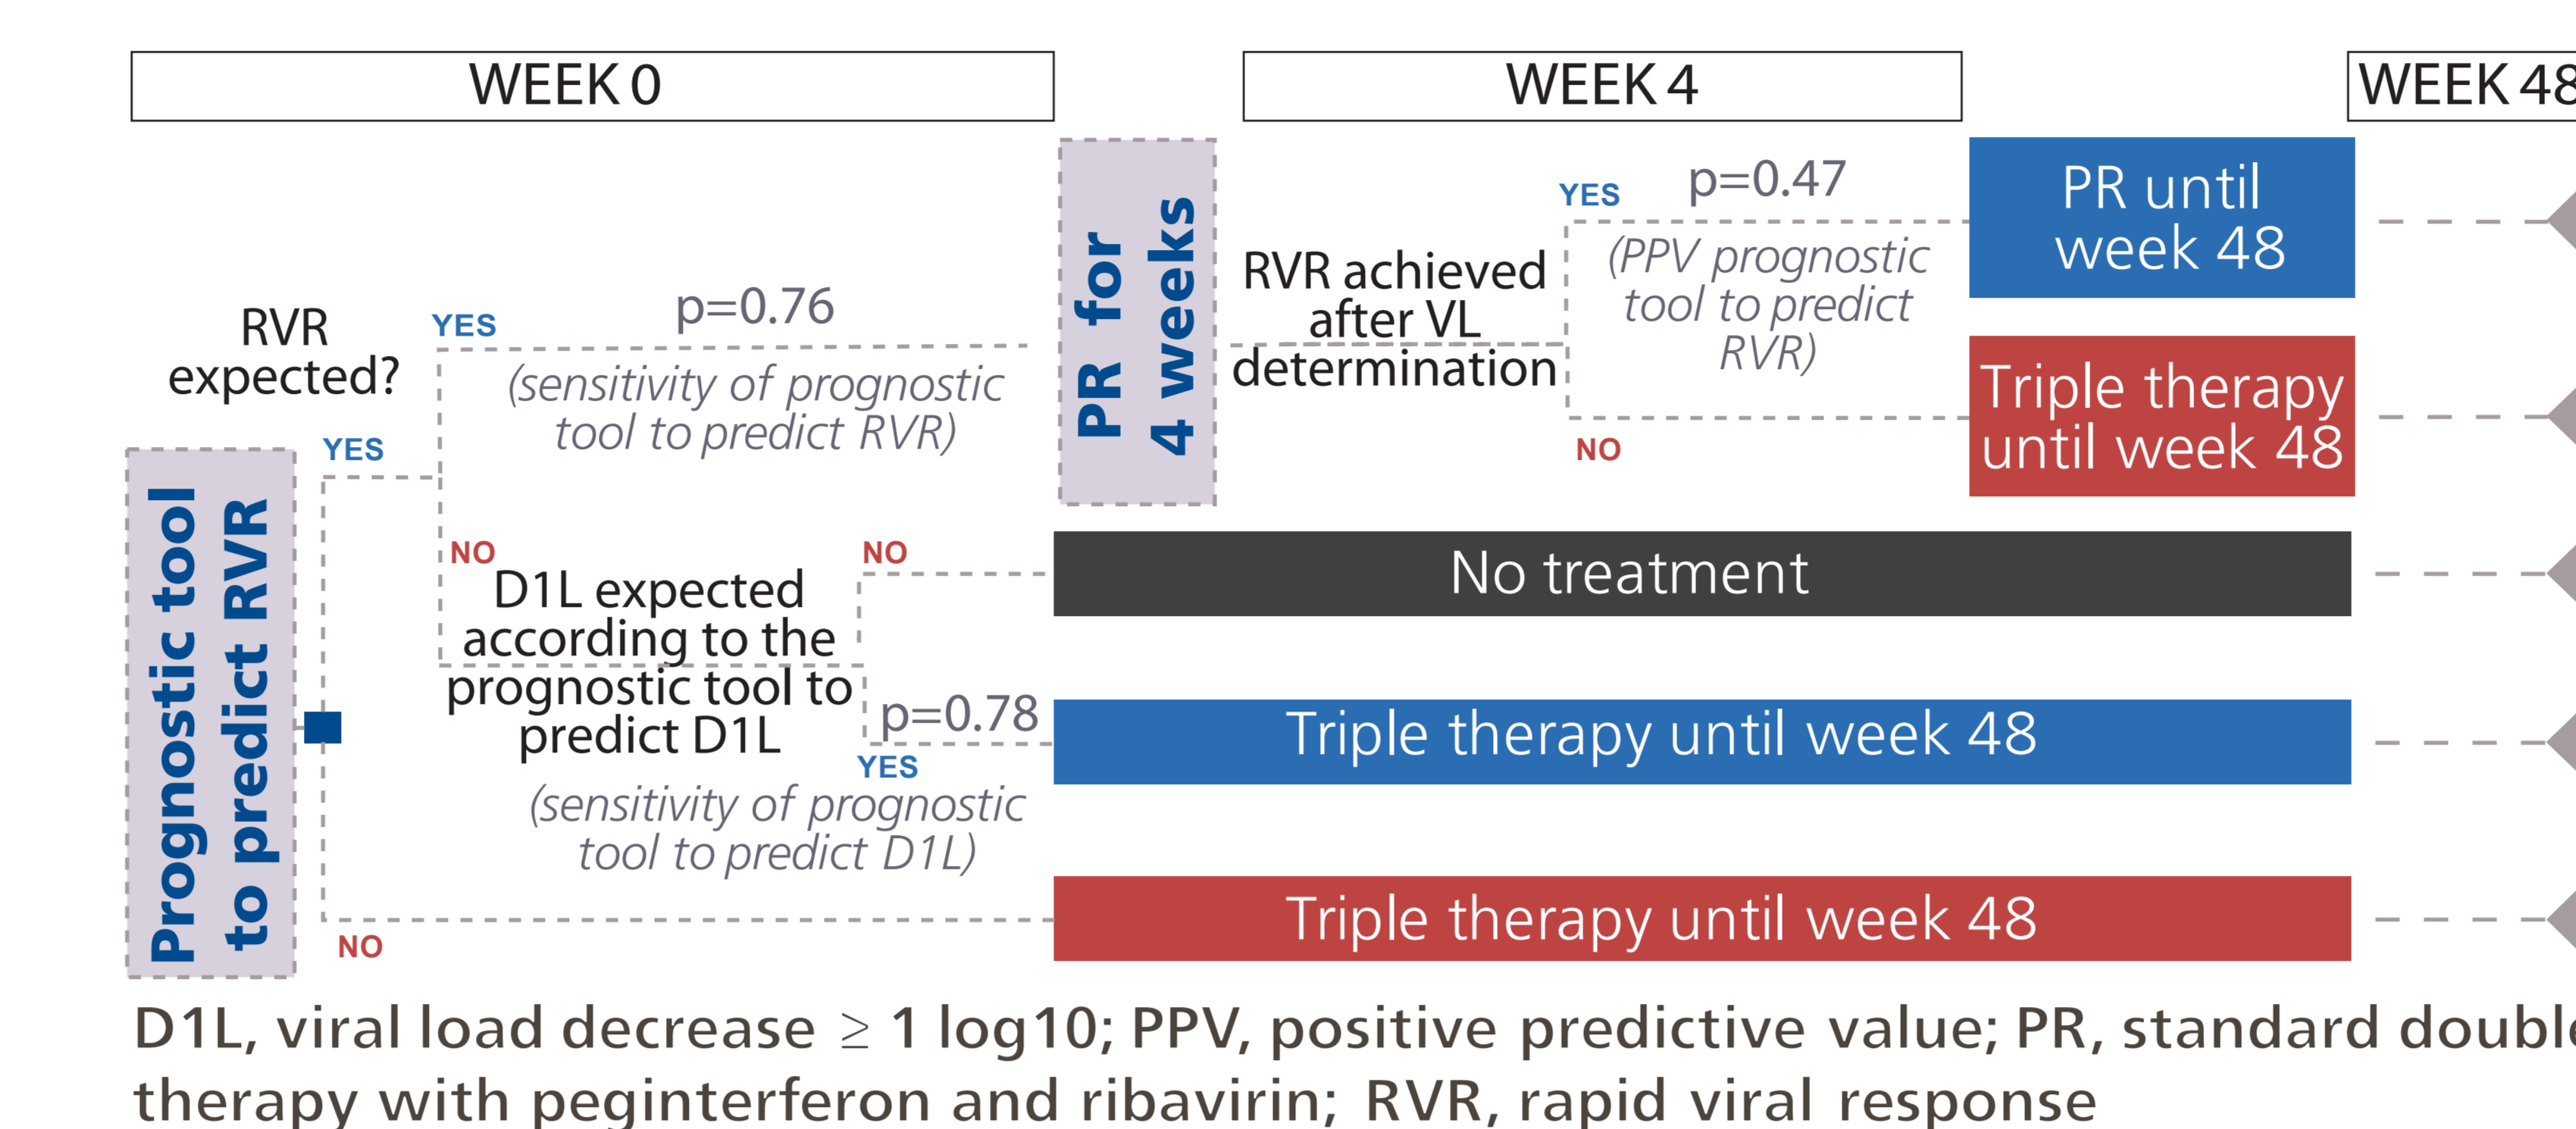 WEEK 0
WEEK 4
WEEK 48
PR for
4 weeks
YES
p=0.47
PR until
week 48
(PPV prognostic
tool to predict
RVR)
RVR achieved
after VL
determination
NO
Triple therapy
until week 48
RVR
expected?
YES
p=0.76
(sensitivity of prognostic
tool to predict RVR)
YES
Prognostic tool
to predict RVR
NO
D1L expected
according to the
prognostic tool to
predict D1L
NO
No treatment
p=0.78
YES
Triple therapy until week 48
(sensitivity of prognostic
tool to predict D1L)
NO
Triple therapy until week 48
D1L, viral load decrease ≥ 1 log10; PPV, positive predictive value; PR, standard double
therapy with peginterferon and ribavirin; RVR, rapid viral response